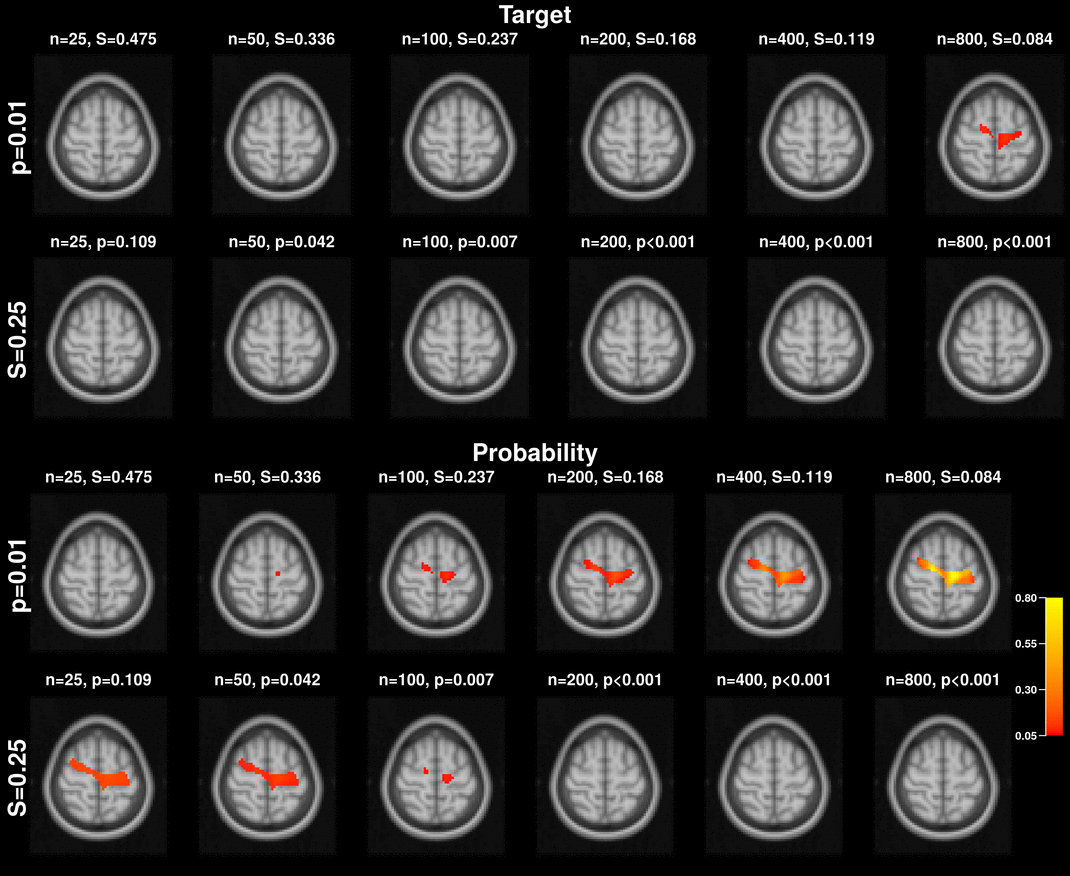 Target
n=25, S=0.475 n=50, S=0.336 n=100, S=0.237 n=200, S=0.168 n=400, S=0.119 n=800, S=0.084
p=0.01
n=25, p=0.109 n=50, p=0.042 n=100, p=0.007 n=200, p<0.001 n=400, p<0.001 n=800, p<0.001
S=0.25
Probability
n=25, S=0.475 n=50, S=0.336 n=100, S=0.237 n=200, S=0.168 n=400, S=0.119 n=800, S=0.084
p=0.01
n=25, p=0.109 n=50, p=0.042 n=100, p=0.007 n=200, p<0.001 n=400, p<0.001 n=800, p<0.001
S=0.25
0.80
0.55
0.30
0.05